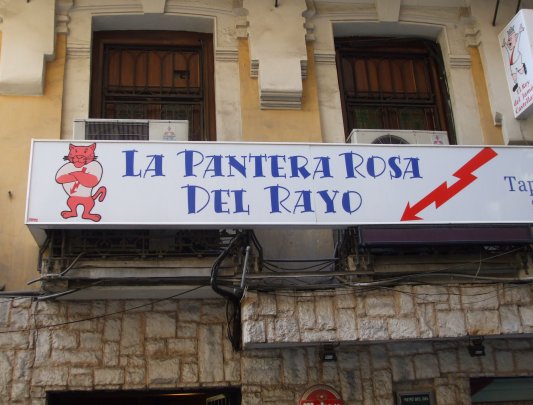 La Pantera Rosa
Del Rayo
Tap